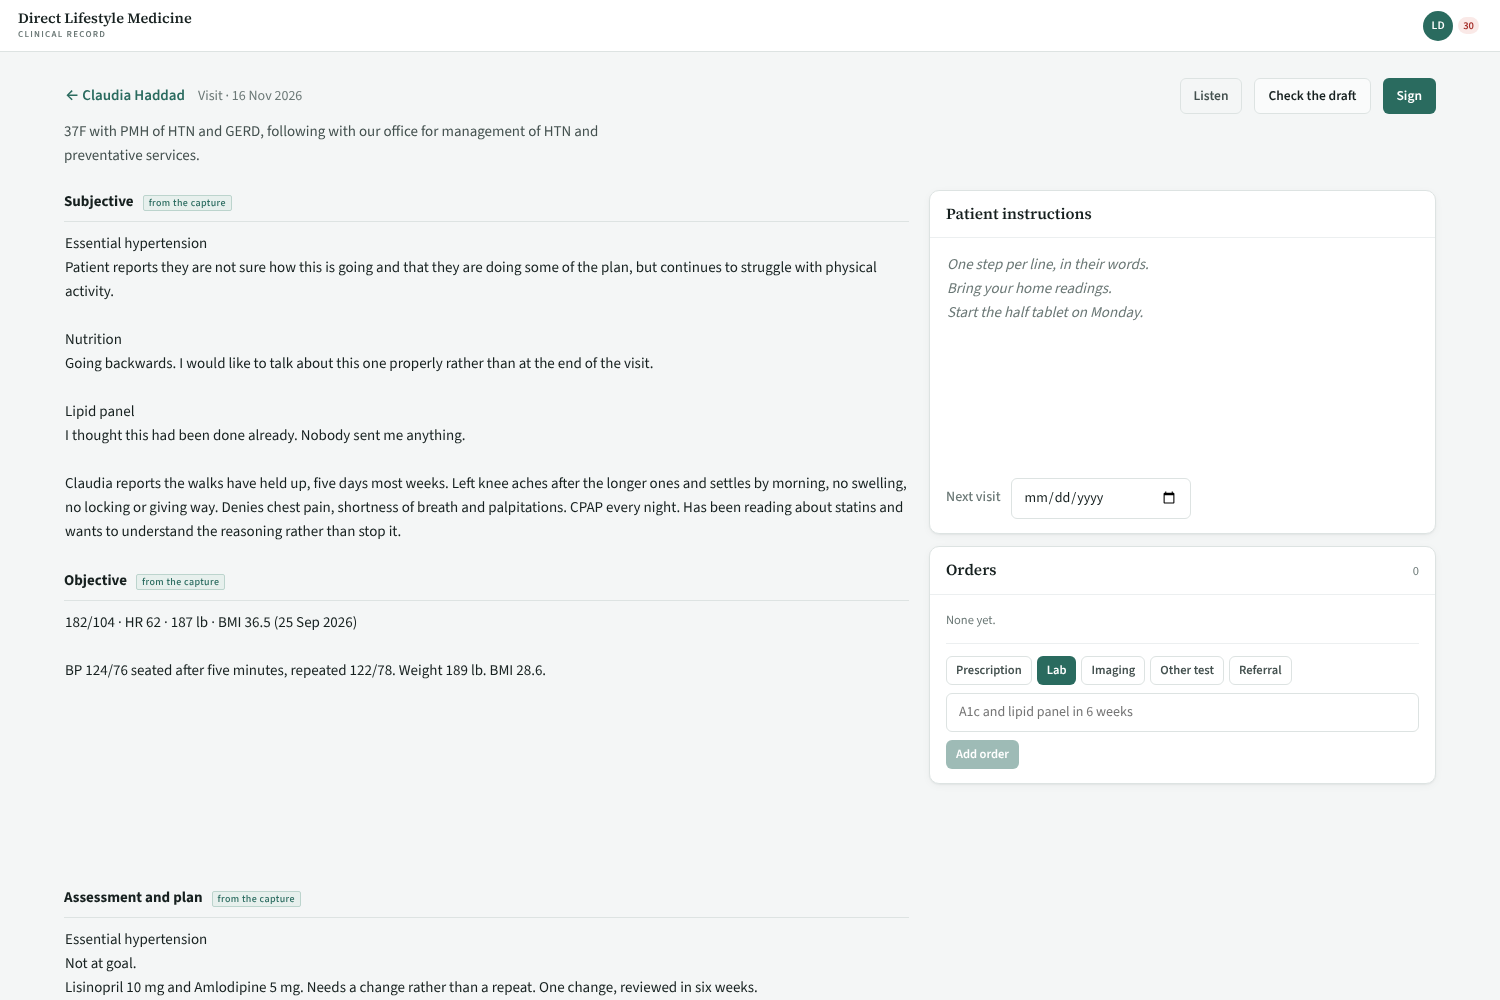 Direct Lifestyle Medicine
CLINICAL RECORD
LD
30
← Claudia Haddad
Visit · 16 Nov 2026
Listen
Check the draft
Sign
37F with PMH of HTN and GERD, following with our office for management of HTN and
preventative services.
Subjective
from the capture
Essential hypertension
Patient reports they are not sure how this is going and that they are doing some of the plan, but continues to struggle with physical
activity.
Nutrition
Going backwards. I would like to talk about this one properly rather than at the end of the visit.
Lipid panel
I thought this had been done already. Nobody sent me anything.
Claudia reports the walks have held up, five days most weeks. Left knee aches after the longer ones and settles by morning, no swelling,
no locking or giving way. Denies chest pain, shortness of breath and palpitations. CPAP every night. Has been reading about statins and
wants to understand the reasoning rather than stop it.
Objective
from the capture
182/104 · HR 62 · 187 lb · BMI 36.5 (25 Sep 2026)
BP 124/76 seated after five minutes, repeated 122/78. Weight 189 lb. BMI 28.6.
Assessment and plan
from the capture
Essential hypertension
Not at goal.
Lisinopril 10 mg and Amlodipine 5 mg. Needs a change rather than a repeat. One change, reviewed in six weeks.
Patient instructions
One step per line, in their words.
Bring your home readings.
Start the half tablet on Monday.
Next visit
mm/dd/yyyy
Orders
0
None yet.
Prescription
Lab
Imaging
Other test
Referral
A1c and lipid panel in 6 weeks
Add order